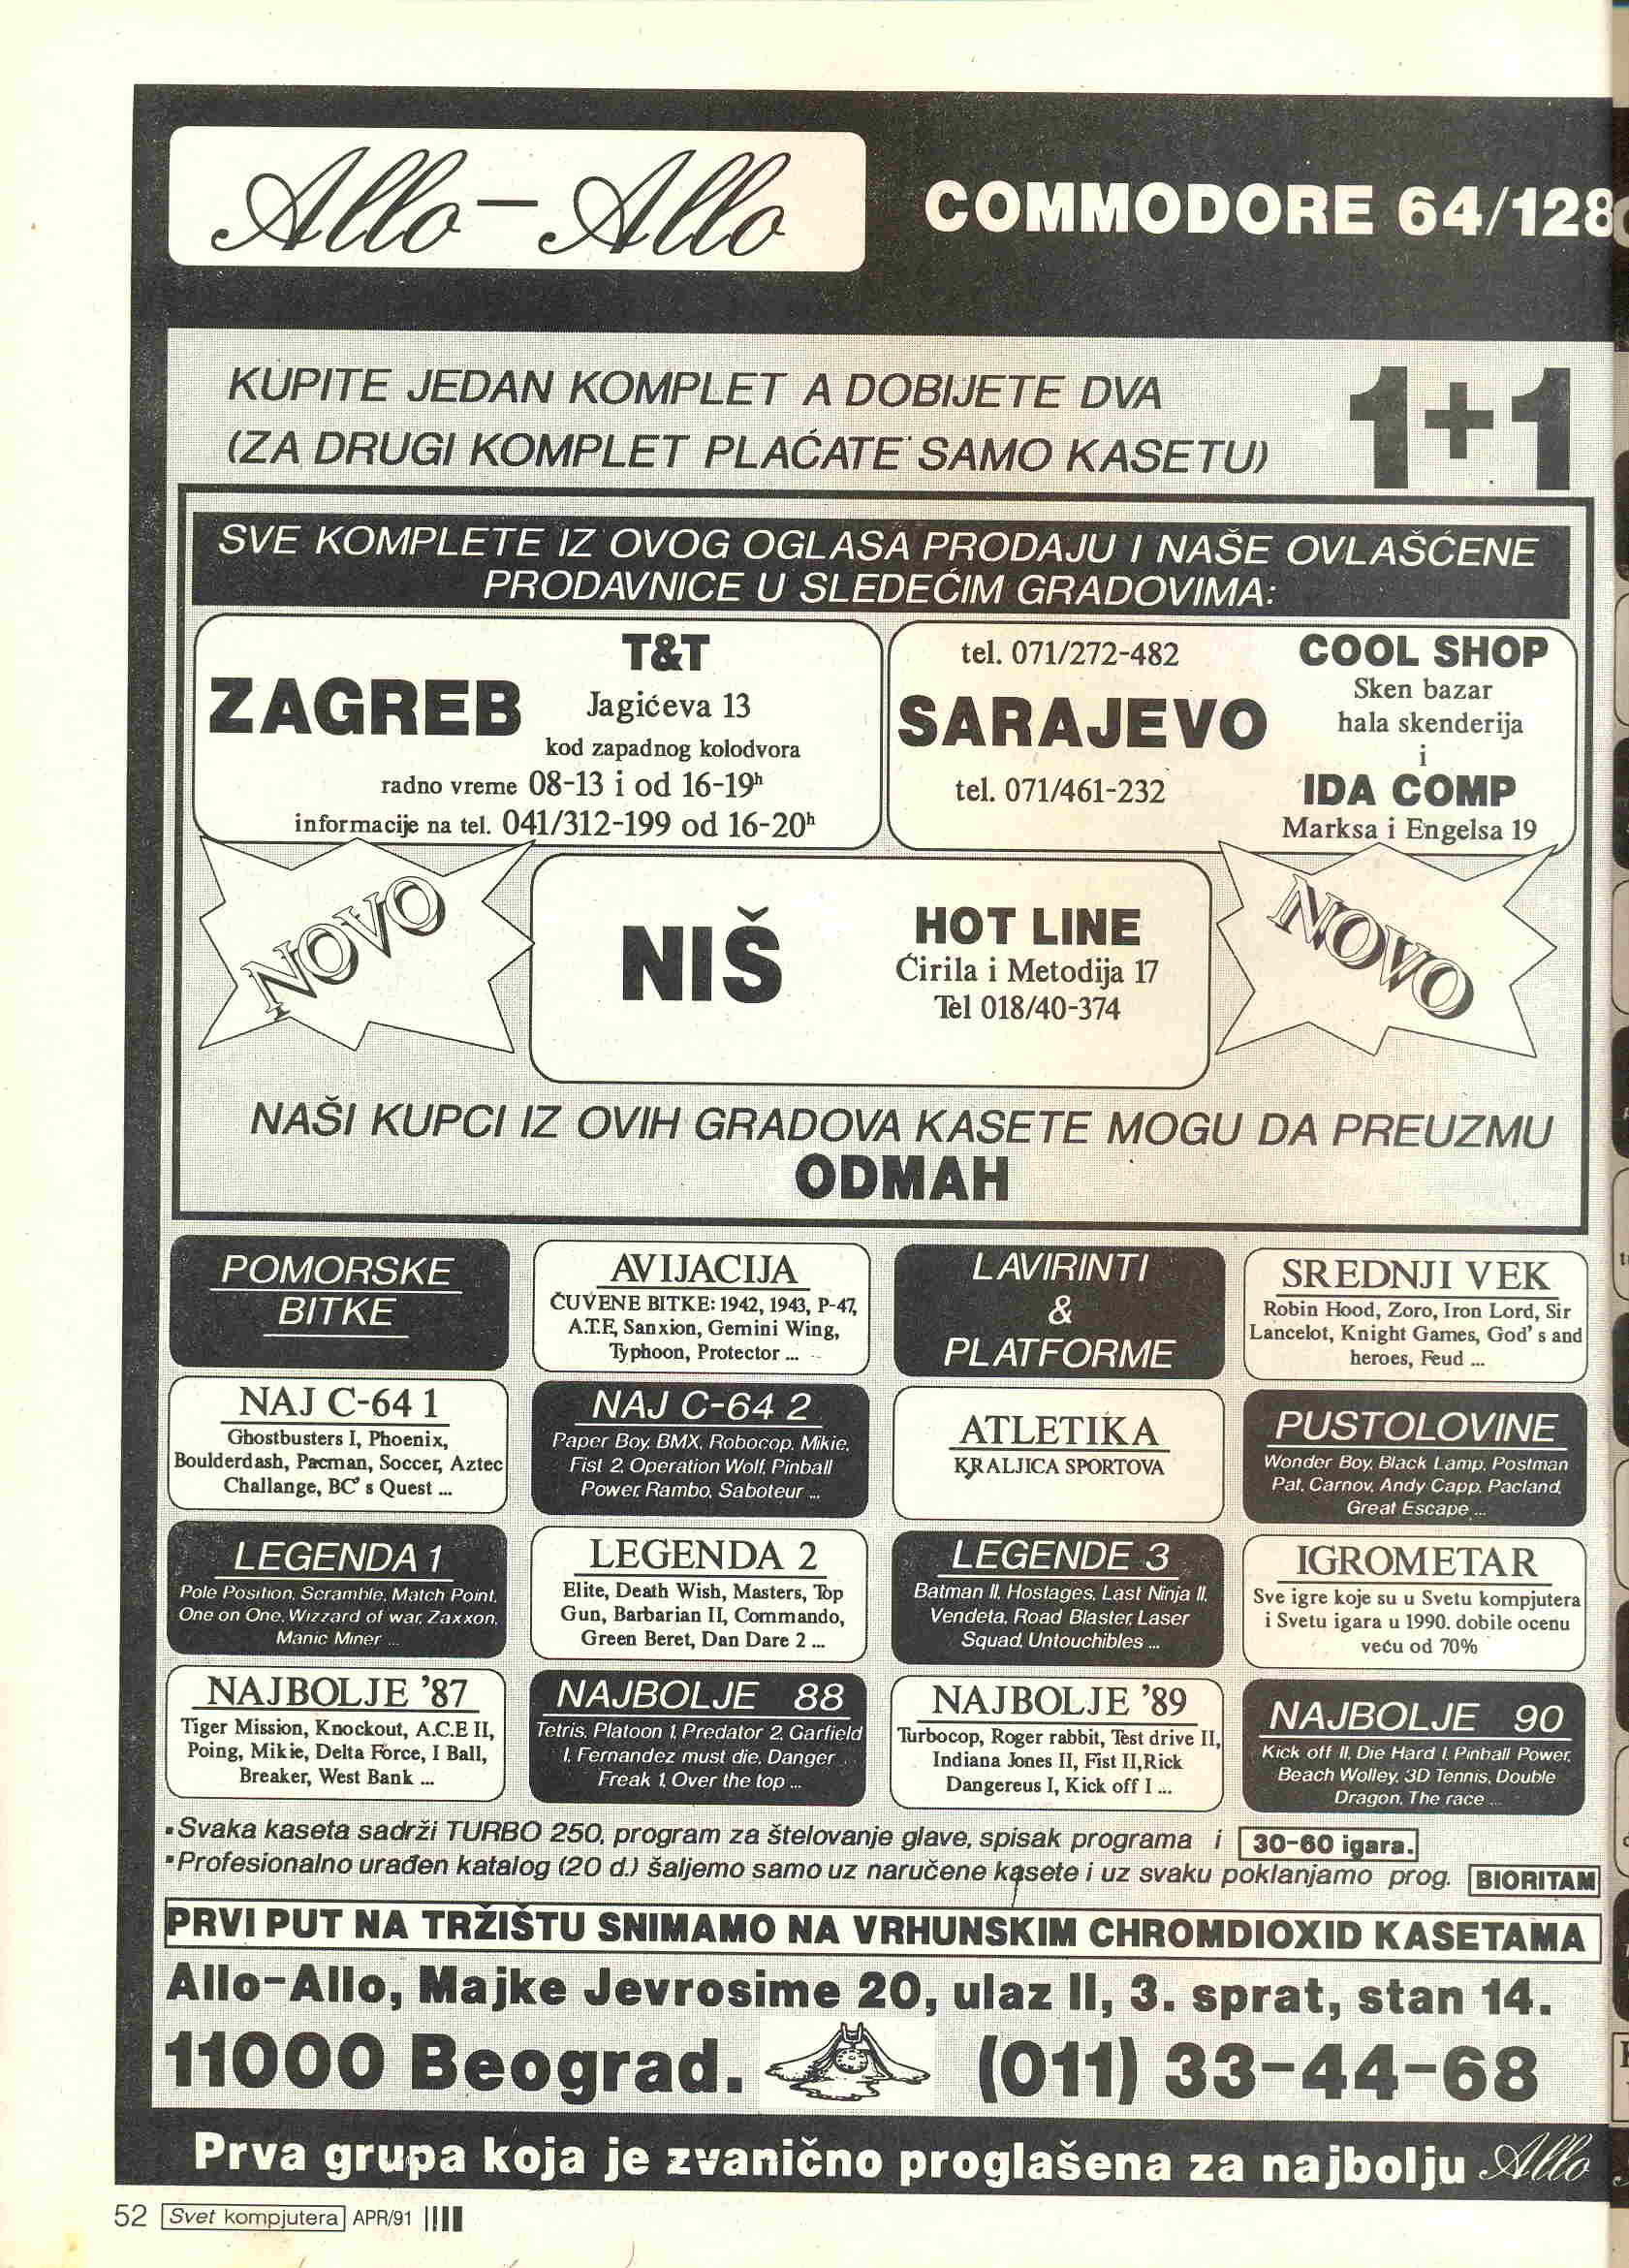 Allo-Allo
COMMODORE 64/128
KUPITE JEDAN KOMPLET A DOBIJETE DVA
(ZA DRUGI KOMPLET PLAĆATE SAMO KASETU)
1+1
SVE KOMPLETE IZ OVOG OGLASA PRODAJU I NAŠE OVLAŠĆENE
PRODAVNICE U SLEDEĆIM GRADOVIMA:
ZAGREB
T&T
Jagićeva 13
kod zapadnog kolodvora
radno vreme 08-13 i od 16-19h
informacije na tel. 041/312-199 od 16-20h
tel. 071/272-482
SARAJEVO
tel. 071/461-232
COOL SHOP
Sken bazar
hala skenderija
i
IDA COMP
Marksa i Engelsa 19
NOVO
NIŠ
HOT LINE
Ćirila i Metodija 17
Tel 018/40-374
NOVO
NAŠI KUPCI IZ OVIH GRADOVA KASETE MOGU DA PREUZMU
ODMAH
POMORSKE
BITKE
AVIJACIJA
ČUVENE BITKE: 1942, 1943, P-47,
A.T.F, Sanxion, Gemini Wing,
Typhoon, Protector ...
LAVIRINTI
&
PLATFORME
SREDNJI VEK
Robin Hood, Zoro, Iron Lord, Sir
Lancelot, Knight Games, God's and
heroes, Feud ...
NAJ C-64 1
Ghostbusters I, Phoenix,
Boulderdash, Pacman, Soccer, Aztec
Challange, BC's Quest ...
NAJ C-64 2
Paper Boy, BMX, Robocop, Mikie,
Fist 2, Operation Wolf, Pinball
Power, Rambo, Saboteur ...
ATLETIKA
KRALJICA SPORTOVA
PUSTOLOVINE
Wonder Boy, Black Lamp, Postman
Pat, Carnov, Andy Capp, Pacland,
Great Escape ...
LEGENDA 1
Pole Position, Scramble, Match Point,
One on One, Wizzard of war, Zaxxon,
Manic Miner ...
LEGENDA 2
Elite, Death Wish, Masters, Top
Gun, Barbarian II, Commando,
Green Beret, Dan Dare 2 ...
LEGENDE 3
Batman II, Hostages, Last Ninja II,
Vendeta, Road Blaster, Laser
Squad, Untouchibles ...
IGROMETAR
Sve igre koje su u Svetu kompjutera
i Svetu igara u 1990. dobile ocenu
veću od 70%
NAJBOLJE '87
Tiger Mission, Knockout, A.C.E II,
Poing, Mikie, Delta Force, I Ball,
Breaker, West Bank ...
NAJBOLJE 88
Tetris, Platoon 1, Predator 2, Garfield
I, Fernandez must die, Danger
Freak 1, Over the top ...
NAJBOLJE '89
Turbocop, Roger rabbit, Test drive II,
Indiana Jones II, Fist II,Rick
Dangereus I, Kick off I ...
NAJBOLJE 90
Kick off II, Die Hard I, Pinball Power,
Beach Wolley, 3D Tennis, Double
Dragon, The race ...
▪Svaka kaseta sadrži TURBO 250, program za štelovanje glave, spisak programa i 30-60 igara.
▪Profesionalno urađen katalog (20 d.) šaljemo samo uz naručene kasete i uz svaku poklanjamo prog. BIORITAM
PRVI PUT NA TRŽIŠTU SNIMAMO NA VRHUNSKIM CHROMDIOXID KASETAMA
Allo-Allo, Majke Jevrosime 20, ulaz II, 3. sprat, stan 14.
11000 Beograd. (011) 33-44-68
Prva grupa koja je zvanično proglašena za najbolju Allo
52 Svet kompjutera APR/91